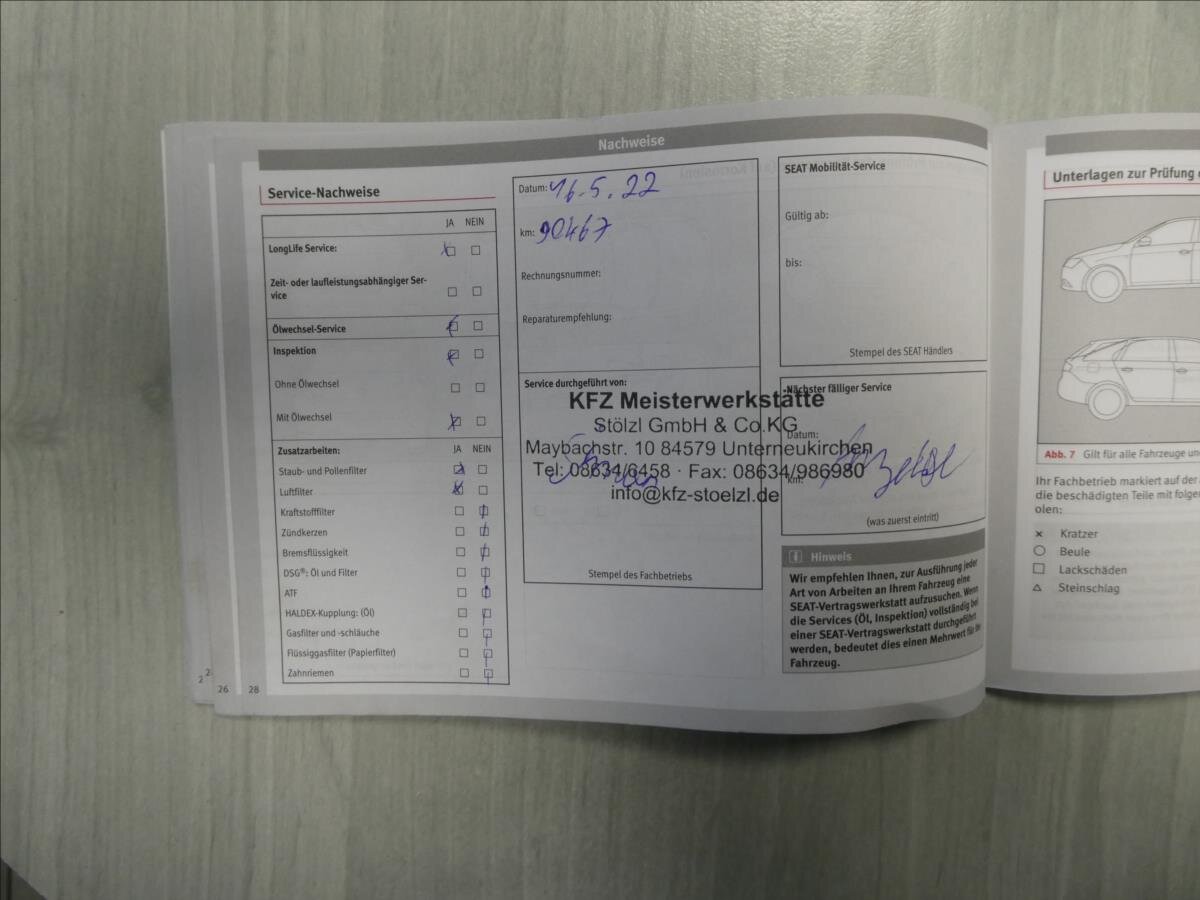 Nachweise
Service-Nachweise
JA NEIN
LongLife Service:
Zeit- oder laufleistungsabhängiger Ser-
vice
Ölwechsel-Service
Inspektion
Ohne Ölwechsel
Mit Ölwechsel
Zusatzarbeiten: JA NEIN
Staub- und Pollenfilter
Luftfilter
Kraftstofffilter
Zündkerzen
Bremsflüssigkeit
DSG®: Öl und Filter
ATF
HALDEX-Kupplung: (Öl)
Gasfilter und -schläuche
Flüssiggasfilter (Papierfilter)
Zahnriemen
2 2
26 28
Datum: 16.5.22
km: 90467
Rechnungsnummer:
Reparaturempfehlung:
Service durchgeführt von:
KFZ Meisterwerkstätte
Stölzl GmbH & Co.KG
Maybachstr. 10 84579 Unterneukirchen
Tel: 08634/6458 · Fax: 08634/986980
info@kfz-stoelzl.de
Stempel des Fachbetriebs
SEAT Mobilität-Service
Gültig ab:
bis:
Stempel des SEAT Händlers
Nächster fälliger Service
Datum:
km:
(was zuerst eintritt)
Hinweis
Wir empfehlen Ihnen, zur Ausführung jeder
Art von Arbeiten an Ihrem Fahrzeug eine
SEAT-Vertragswerkstatt aufzusuchen. Wenn
die Services (Öl, Inspektion) vollständig bei
einer SEAT-Vertragswerkstatt durchgeführt
werden, bedeutet dies einen Mehrwert für Ihr
Fahrzeug.
Unterlagen zur Prüfung
Abb. 7 Gilt für alle Fahrzeuge
Ihr Fachbetrieb markiert auf der
die beschädigten Teile mit
olen:
× Kratzer
○ Beule
□ Lackschäden
△ Steinschlag